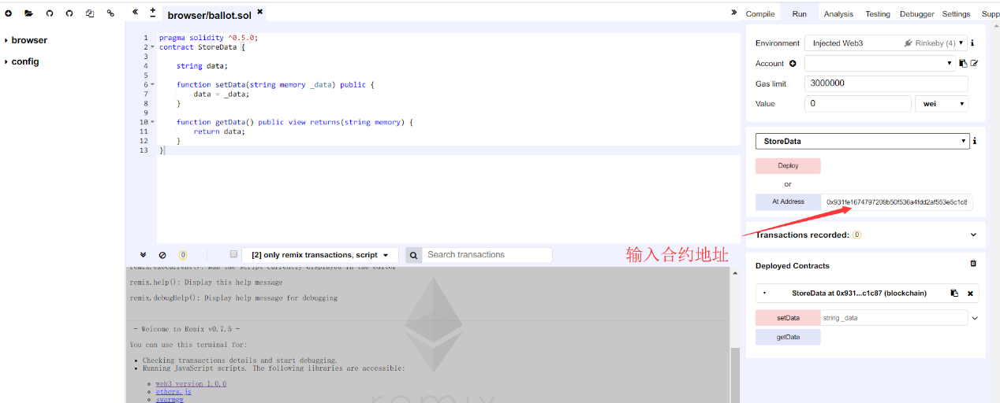 browser/ballot.sol
Compile Run Analysis Testing Debugger Settings Supp
browser
config
1 pragma solidity ^0.5.0;
2 contract StoreData {
3
4 string data;
5
6 function setData(string memory _data) public {
7 data = _data;
8 }
9
10 function getData() public view returns(string memory) {
11 return data;
12 }
13 }
Environment Injected Web3 Rinkeby (4)
Account
Gas limit 3000000
Value 0 wei
StoreData
Deploy
or
At Address 0x931fe1674797209b50f536a4fdd2af553e5c1c8
Transactions recorded: 0
输入合约地址
0 [2] only remix transactions, script Search transactions
Deployed Contracts
StoreData at 0x931...c1c87 (blockchain)
setData string _data
getData
remix.execurrent(): Run the script currently displayed in the editor
remix.help(): Display this help message
remix.debugHelp(): Display help message for debugging
- Welcome to Remix v0.7.5 -
You can use this terminal for:
Checking transactions details and start debugging.
Running JavaScript scripts. The following libraries are accessible:
web3 version 1.0.0
ethers.js
swarmgw
remix